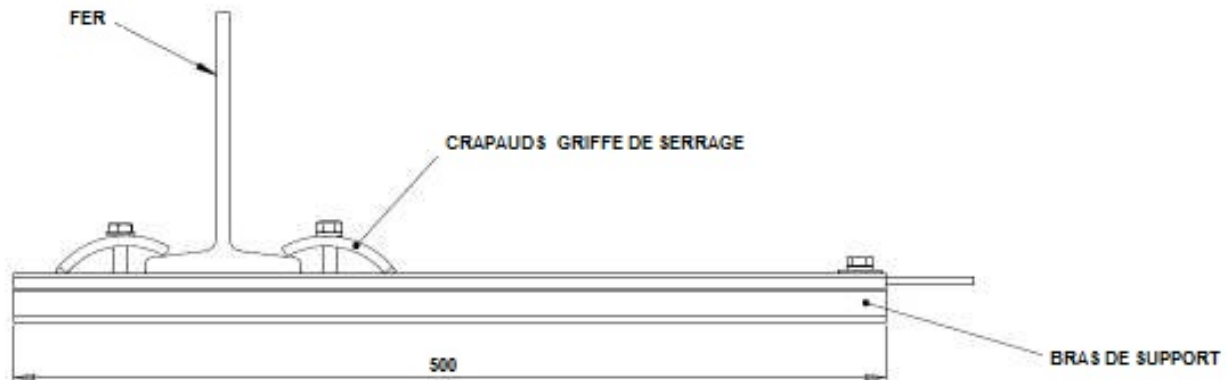 FER
CRAPAUDS GRIFFE DE SERRAGE
500
BRAS DE SUPPORT